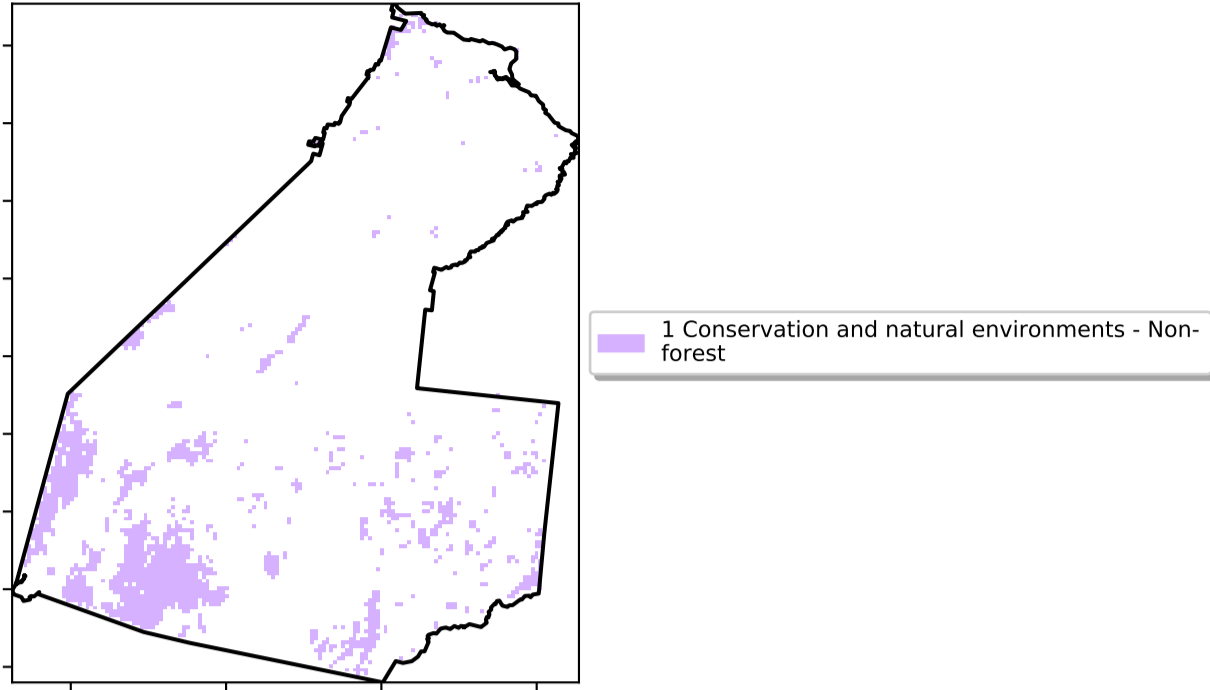 1 Conservation and natural environments - Non-
forest